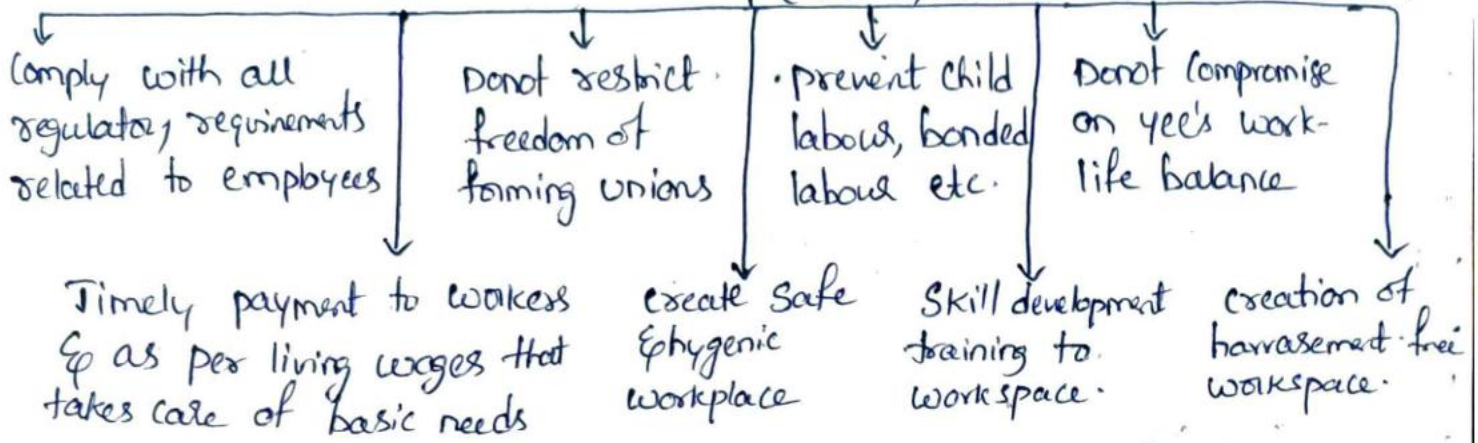 Comply with all
regulatory requirements
related to employees
Donot restrict
freedom of
forming unions
• prevent child
labour, bonded
labour etc.
Donot Compromise
on yee's work-
life balance
Timely payment to workers
& as per living wages that
takes care of basic needs
create safe
& hygenic
workplace
Skill development
training to
workspace.
creation of
harrasement-free
workspace.